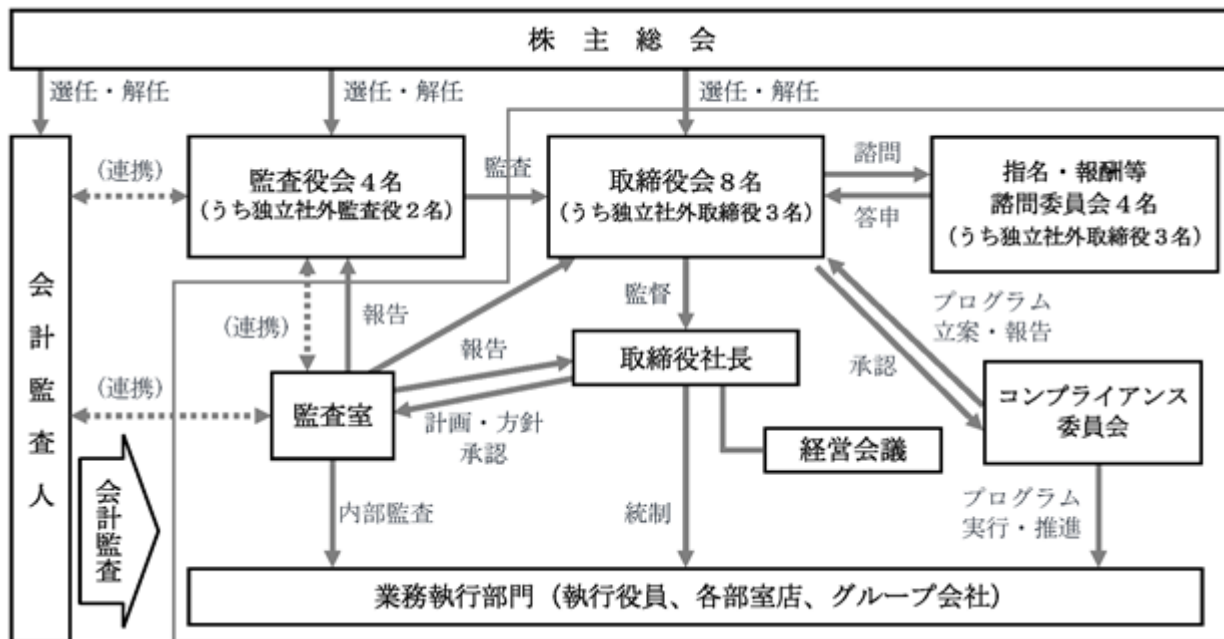 株 主 総 会
選任・解任
選任・解任
選任・解任
会計監査人
(連携)
監査役会4名
(うち独立社外監査役2名)
監査
取締役会8名
(うち独立社外取締役3名)
諮問
答申
指名・報酬等
諮問委員会4名
(うち独立社外取締役3名)
(連携)
報告
監督
プログラム
立案・報告
承認
報告
取締役社長
(連携)
監査室
計画・方針
承認
経営会議
コンプライアンス
委員会
会計監査
内部監査
統制
プログラム
実行・推進
業務執行部門(執行役員、各部室店、グループ会社)